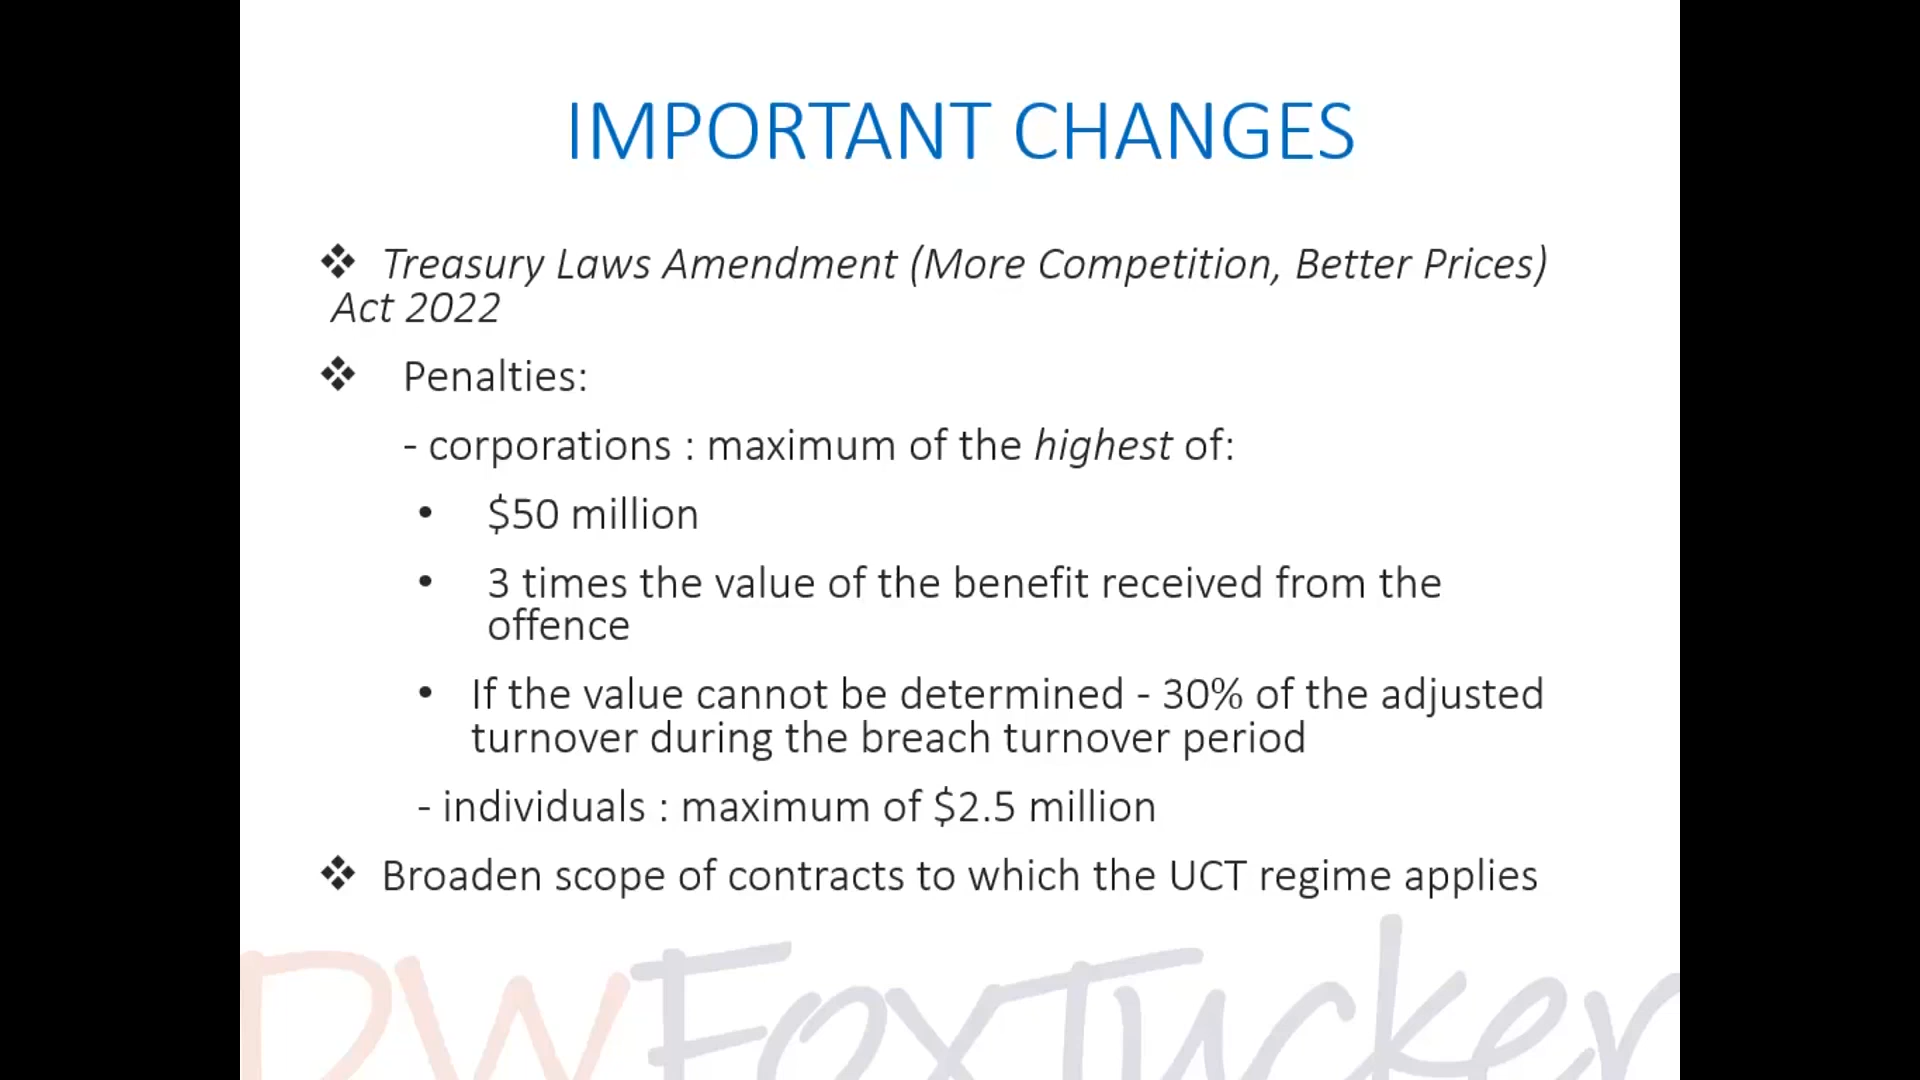 IMPORTANT CHANGES
❖ Treasury Laws Amendment (More Competition, Better Prices)
Act 2022
❖ Penalties:
- corporations : maximum of the highest of:
• $50 million
• 3 times the value of the benefit received from the
offence
• If the value cannot be determined - 30% of the adjusted
turnover during the breach turnover period
- individuals : maximum of $2.5 million
❖ Broaden scope of contracts to which the UCT regime applies
DW FoxTucker